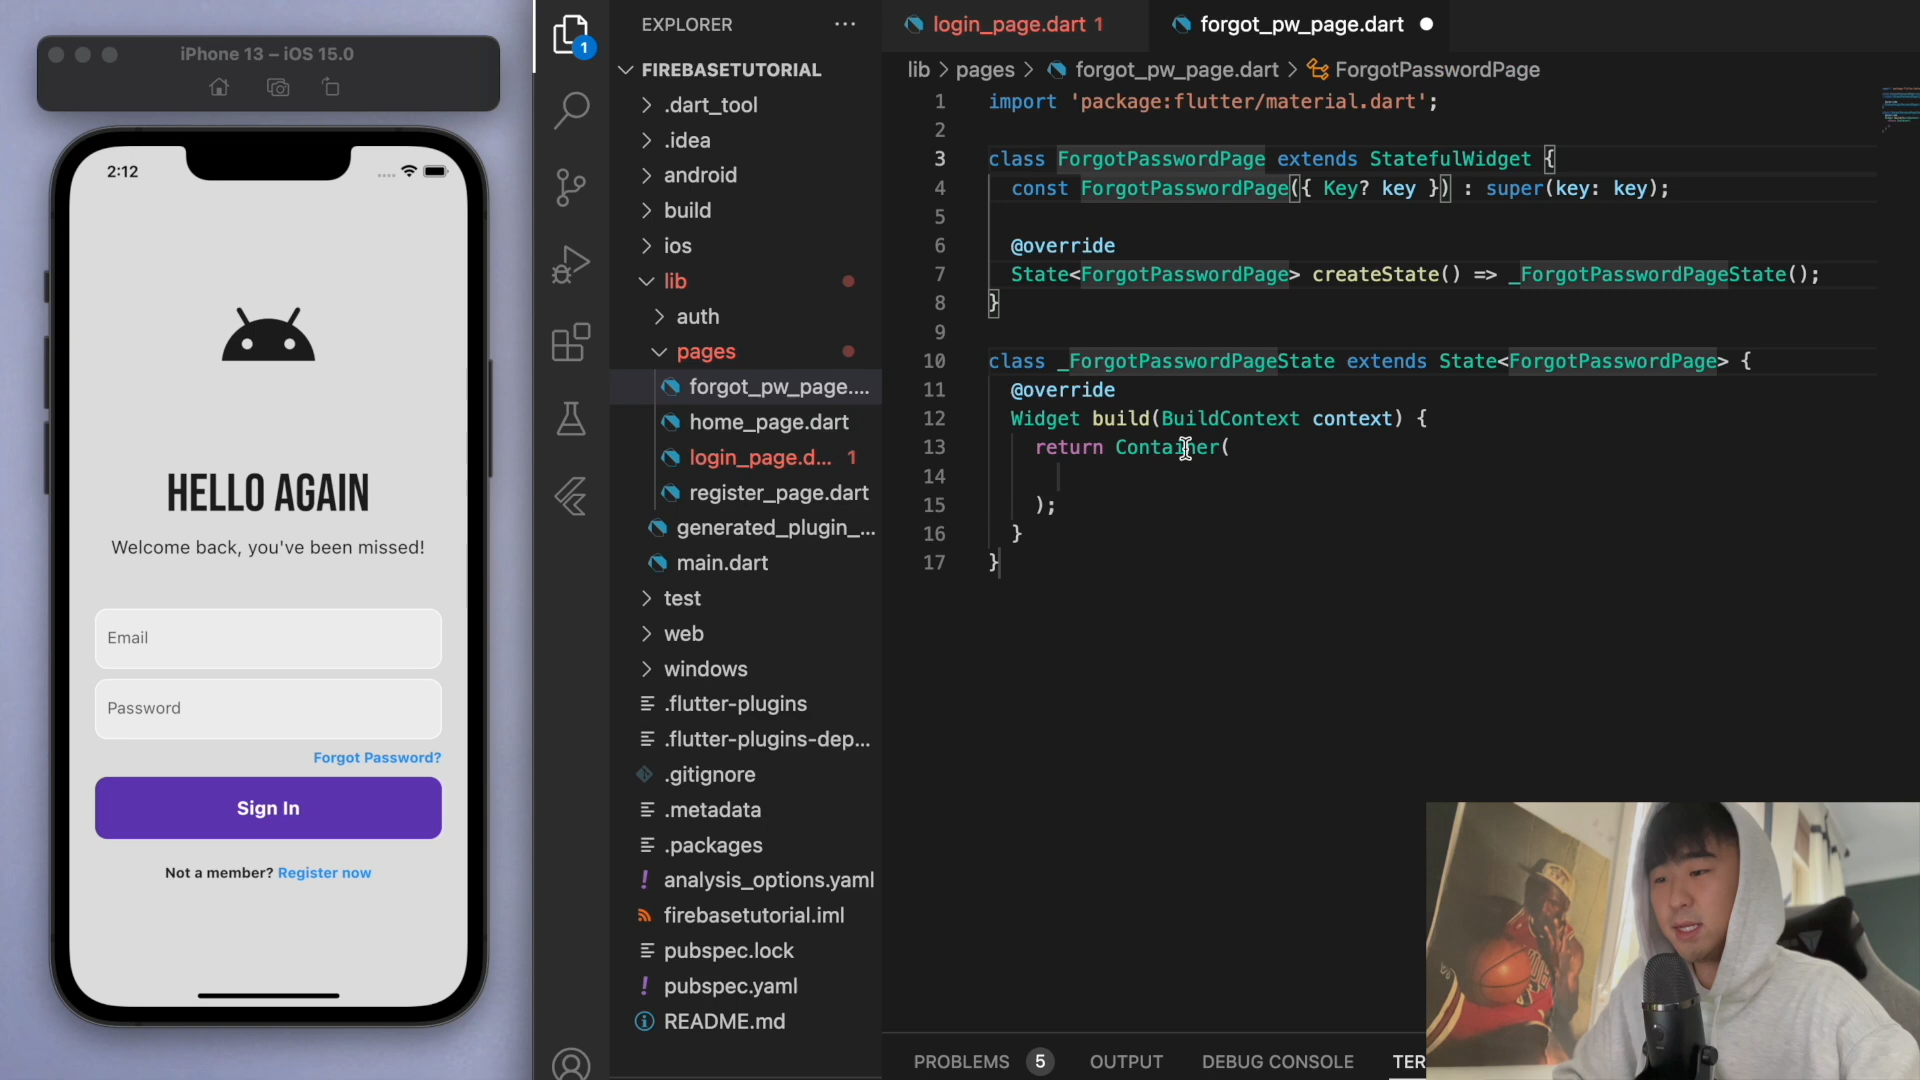 iPhone 13 – iOS 15.0
2:12
HELLO AGAIN
Welcome back, you've been missed!
Email
Password
Forgot Password?
Sign In
Not a member? Register now
1
EXPLORER
FIREBASETUTORIAL
.dart_tool
.idea
android
build
ios
lib
auth
pages
forgot_pw_page....
home_page.dart
login_page.d... 1
register_page.dart
generated_plugin_...
main.dart
test
web
windows
.flutter-plugins
.flutter-plugins-dep...
.gitignore
.metadata
.packages
! analysis_options.yaml
firebasetutorial.iml
pubspec.lock
! pubspec.yaml
README.md
login_page.dart 1
forgot_pw_page.dart
lib > pages > forgot_pw_page.dart > ForgotPasswordPage
1 import 'package:flutter/material.dart';
2
3 class ForgotPasswordPage extends StatefulWidget {
4 const ForgotPasswordPage({ Key? key }) : super(key: key);
5
6 @override
7 State<ForgotPasswordPage> createState() => _ForgotPasswordPageState();
8 }
9
10 class _ForgotPasswordPageState extends State<ForgotPasswordPage> {
11 @override
12 Widget build(BuildContext context) {
13 return Container(
14
15 );
16 }
17 }
PROBLEMS 5 OUTPUT DEBUG CONSOLE TER